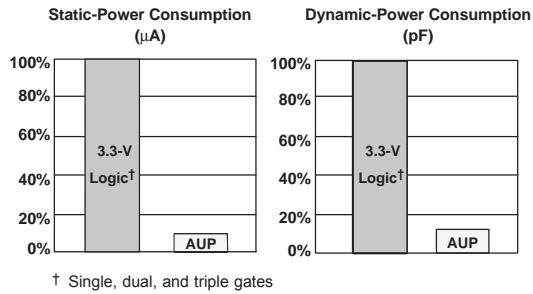 Static-Power Consumption
(µA)
100%
80%
60%
40%
20%
0%
3.3-V
Logic†
AUP
Dynamic-Power Consumption
(pF)
100%
80%
60%
40%
20%
0%
3.3-V
Logic†
AUP
† Single, dual, and triple gates